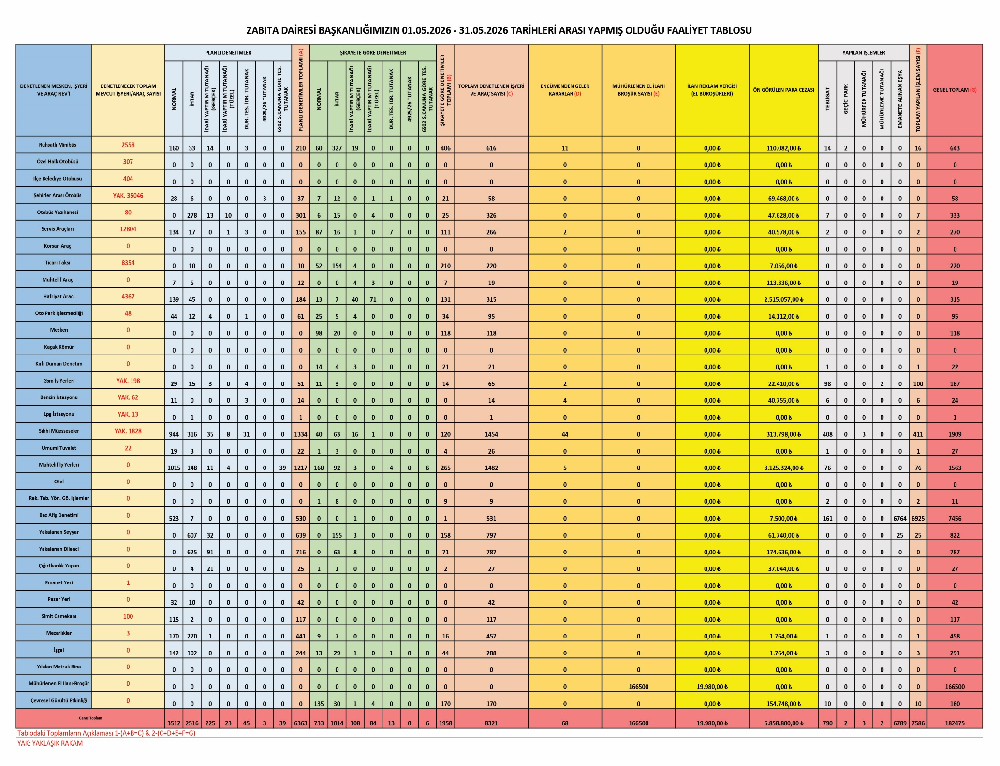 ZABITA DAİRESİ BAŞKANLIĞIMIZIN 01.05.2026 - 31.05.2026 TARİHLERİ ARASI YAPMIŞ OLDUĞU FAALİYET TABLOSU
DENETLENEN MESKEN, İŞYERİ VE ARAÇ NEV'İ
DENETLENECEK TOPLAM MEVCUT İŞYERİ/ARAÇ SAYISI
PLANLI DENETİMLER
NORMAL
İHTAR
İDARİ YAPTIRIM TUTANAĞI (GERÇEK)
İDARİ YAPTIRIM TUTANAĞI (TÜZEL)
DUR. TES. İDR. TUTANAK
4925/26 TUTANAK
6502 S.KANUNA GÖRE TES. TUTANAK
PLANLI DENETİMLER TOPLAMI (A)
ŞİKAYETE GÖRE DENETİMLER
NORMAL
İHTAR
İDARİ YAPTIRIM TUTANAĞI (GERÇEK)
İDARİ YAPTIRIM TUTANAĞI (TÜZEL)
DUR. TES. İDR. TUTANAK
4925/26 TUTANAK
6502 S.KANUNA GÖRE TES. TUTANAK
ŞİKAYETE GÖRE DENETİMLER TOPLAMI (B)
TOPLAM DENETLENEN İŞYERİ VE ARAÇ SAYISI (C)
ENCÜMENDEN GELEN KARARLAR (D)
MÜHÜRLENEN EL İLANI BROŞÜR SAYISI (E)
İLAN REKLAM VERGİSİ (EL BÜROŞÜRLERİ)
ÖN GÖRÜLEN PARA CEZASI
YAPILAN İŞLEMLER
TEBLİGAT
GEÇİCİ PARK
MÜHÜRFEK TUTANAĞI
MÜHÜRLEME TUTANAĞI
EMANETE ALINAN EŞYA
TOPLAM YAPILAN İŞLEM SAYISI (F)
GENEL TOPLAM (G)
Ruhsatlı Minibüs 2558 160 33 14 0 3 0 0 210 60 327 19 0 0 0 0 406 616 11 0 0,00 ₺ 110.082,00 ₺ 14 2 0 0 0 16 643
Özel Halk Otobüsü 307 0 0 0 0 0 0 0 0 0 0 0 0 0 0 0 0 0 0 0 0,00 ₺ 0,00 ₺ 0 0 0 0 0 0 0
İlçe Belediye Otobüsü 404 0 0 0 0 0 0 0 0 0 0 0 0 0 0 0 0 0 0 0 0,00 ₺ 0,00 ₺ 0 0 0 0 0 0 0
Şehirler Arası Ötobüs YAK. 35046 28 6 0 0 0 3 0 37 7 12 0 1 1 0 0 21 58 0 0 0,00 ₺ 69.468,00 ₺ 0 0 0 0 0 0 58
Otobüs Yazıhanesi 80 0 278 13 10 0 0 0 301 6 15 0 4 0 0 0 25 326 0 0 0,00 ₺ 47.628,00 ₺ 7 0 0 0 0 7 333
Servis Araçları 12804 134 17 0 1 3 0 0 155 87 16 1 0 7 0 0 111 266 2 0 0,00 ₺ 40.578,00 ₺ 2 0 0 0 0 2 270
Korsan Araç 0 0 0 0 0 0 0 0 0 0 0 0 0 0 0 0 0 0 0 0 0,00 ₺ 0,00 ₺ 0 0 0 0 0 0 0
Ticari Taksi 8354 0 10 0 0 0 0 0 10 52 154 4 0 0 0 0 210 220 0 0 0,00 ₺ 7.056,00 ₺ 0 0 0 0 0 0 220
Muhtelif Araç 0 7 5 0 0 0 0 0 12 0 0 4 3 0 0 0 7 19 0 0 0,00 ₺ 113.336,00 ₺ 0 0 0 0 0 0 19
Hafriyat Aracı 4367 139 45 0 0 0 0 0 184 13 7 40 71 0 0 0 131 315 0 0 0,00 ₺ 2.515.057,00 ₺ 0 0 0 0 0 0 315
Oto Park İşletmeciliği 48 44 12 4 0 1 0 0 61 25 5 4 0 0 0 0 34 95 0 0 0,00 ₺ 14.112,00 ₺ 0 0 0 0 0 0 95
Mesken 0 0 0 0 0 0 0 0 0 98 20 0 0 0 0 0 118 118 0 0 0,00 ₺ 0,00 ₺ 0 0 0 0 0 0 118
Kaçak Kömür 0 0 0 0 0 0 0 0 0 0 0 0 0 0 0 0 0 0 0 0 0,00 ₺ 0,00 ₺ 0 0 0 0 0 0 0
Kirli Duman Denetim 0 0 0 0 0 0 0 0 0 14 4 3 0 0 0 0 21 21 0 0 0,00 ₺ 0,00 ₺ 1 0 0 0 0 1 22
Gsm İş Yerleri YAK. 198 29 15 3 0 4 0 0 51 11 3 0 0 0 0 0 14 65 2 0 0,00 ₺ 22.410,00 ₺ 98 0 0 2 0 100 167
Benzin İstasyonu YAK. 62 11 0 0 0 3 0 0 14 0 0 0 0 0 0 0 0 14 4 0 0,00 ₺ 40.755,00 ₺ 6 0 0 0 0 6 24
Lpg İstasyonu YAK. 13 0 1 0 0 0 0 0 1 0 0 0 0 0 0 0 0 1 0 0 0,00 ₺ 0,00 ₺ 0 0 0 0 0 0 1
Sıhhi Müesseseler YAK. 1828 944 316 35 8 31 0 0 1334 40 63 16 1 0 0 0 120 1454 44 0 0,00 ₺ 313.798,00 ₺ 408 0 3 0 0 411 1909
Umumi Tuvalet 22 19 3 0 0 0 0 0 22 1 3 0 0 0 0 0 4 26 0 0 0,00 ₺ 0,00 ₺ 1 0 0 0 0 1 27
Muhtelif İş Yerleri 0 1015 148 11 4 0 0 39 1217 160 92 3 0 4 0 6 265 1482 5 0 0,00 ₺ 3.125.324,00 ₺ 76 0 0 0 0 76 1563
Otel 0 0 0 0 0 0 0 0 0 0 0 0 0 0 0 0 0 0 0 0 0,00 ₺ 0,00 ₺ 0 0 0 0 0 0 0
Rek. Tab. Yön. Gö. İşlemler 0 0 0 0 0 0 0 0 0 1 8 0 0 0 0 0 9 9 0 0 0,00 ₺ 0,00 ₺ 2 0 0 0 0 2 11
Bez Afiş Denetimi 0 523 7 0 0 0 0 0 530 0 0 1 0 0 0 0 1 531 0 0 0,00 ₺ 7.500,00 ₺ 161 0 0 0 6764 6925 7456
Yakalanan Seyyar 0 0 607 32 0 0 0 0 639 0 155 3 0 0 0 0 158 797 0 0 0,00 ₺ 61.740,00 ₺ 0 0 0 0 25 25 822
Yakalanan Dilenci 0 0 625 91 0 0 0 0 716 0 63 8 0 0 0 0 71 787 0 0 0,00 ₺ 174.636,00 ₺ 0 0 0 0 0 0 787
Çığırtkanlık Yapan 0 0 4 21 0 0 0 0 25 1 1 0 0 0 0 0 2 27 0 0 0,00 ₺ 37.044,00 ₺ 0 0 0 0 0 0 27
Emanet Yeri 1 0 0 0 0 0 0 0 0 0 0 0 0 0 0 0 0 0 0 0 0,00 ₺ 0,00 ₺ 0 0 0 0 0 0 0
Pazar Yeri 0 32 10 0 0 0 0 0 42 0 0 0 0 0 0 0 0 42 0 0 0,00 ₺ 0,00 ₺ 0 0 0 0 0 0 42
Simit Camekanı 100 115 2 0 0 0 0 0 117 0 0 0 0 0 0 0 0 117 0 0 0,00 ₺ 0,00 ₺ 0 0 0 0 0 0 117
Mezarlıklar 3 170 270 1 0 0 0 0 441 9 7 0 0 0 0 0 16 457 0 0 0,00 ₺ 1.764,00 ₺ 1 0 0 0 0 1 458
İşgal 0 142 102 0 0 0 0 0 244 13 29 1 0 1 0 0 44 288 0 0 0,00 ₺ 1.764,00 ₺ 3 0 0 0 0 3 291
Yıkılan Metruk Bina 0 0 0 0 0 0 0 0 0 0 0 0 0 0 0 0 0 0 0 0 0,00 ₺ 0,00 ₺ 0 0 0 0 0 0 0
Mühürlenen El İlanı-Broşür 0 0 0 0 0 0 0 0 0 0 0 0 0 0 0 0 0 0 0 166500 19.980,00 ₺ 0,00 ₺ 0 0 0 0 0 0 166500
Çevresel Gürültü Etkinliği 0 0 0 0 0 0 0 0 0 135 30 1 4 0 0 0 170 170 0 0 0,00 ₺ 154.748,00 ₺ 10 0 0 0 0 10 180
Genel Toplam 3512 2516 225 23 45 3 39 6363 733 1014 108 84 13 0 6 1958 8321 68 166500 19.980,00 ₺ 6.858.800,00 ₺ 790 2 3 2 6789 7586 182475
Tablodaki Toplamların Açıklaması 1-(A+B=C) & 2-(C+D+E+F=G)
YAK: YAKLAŞIK RAKAM